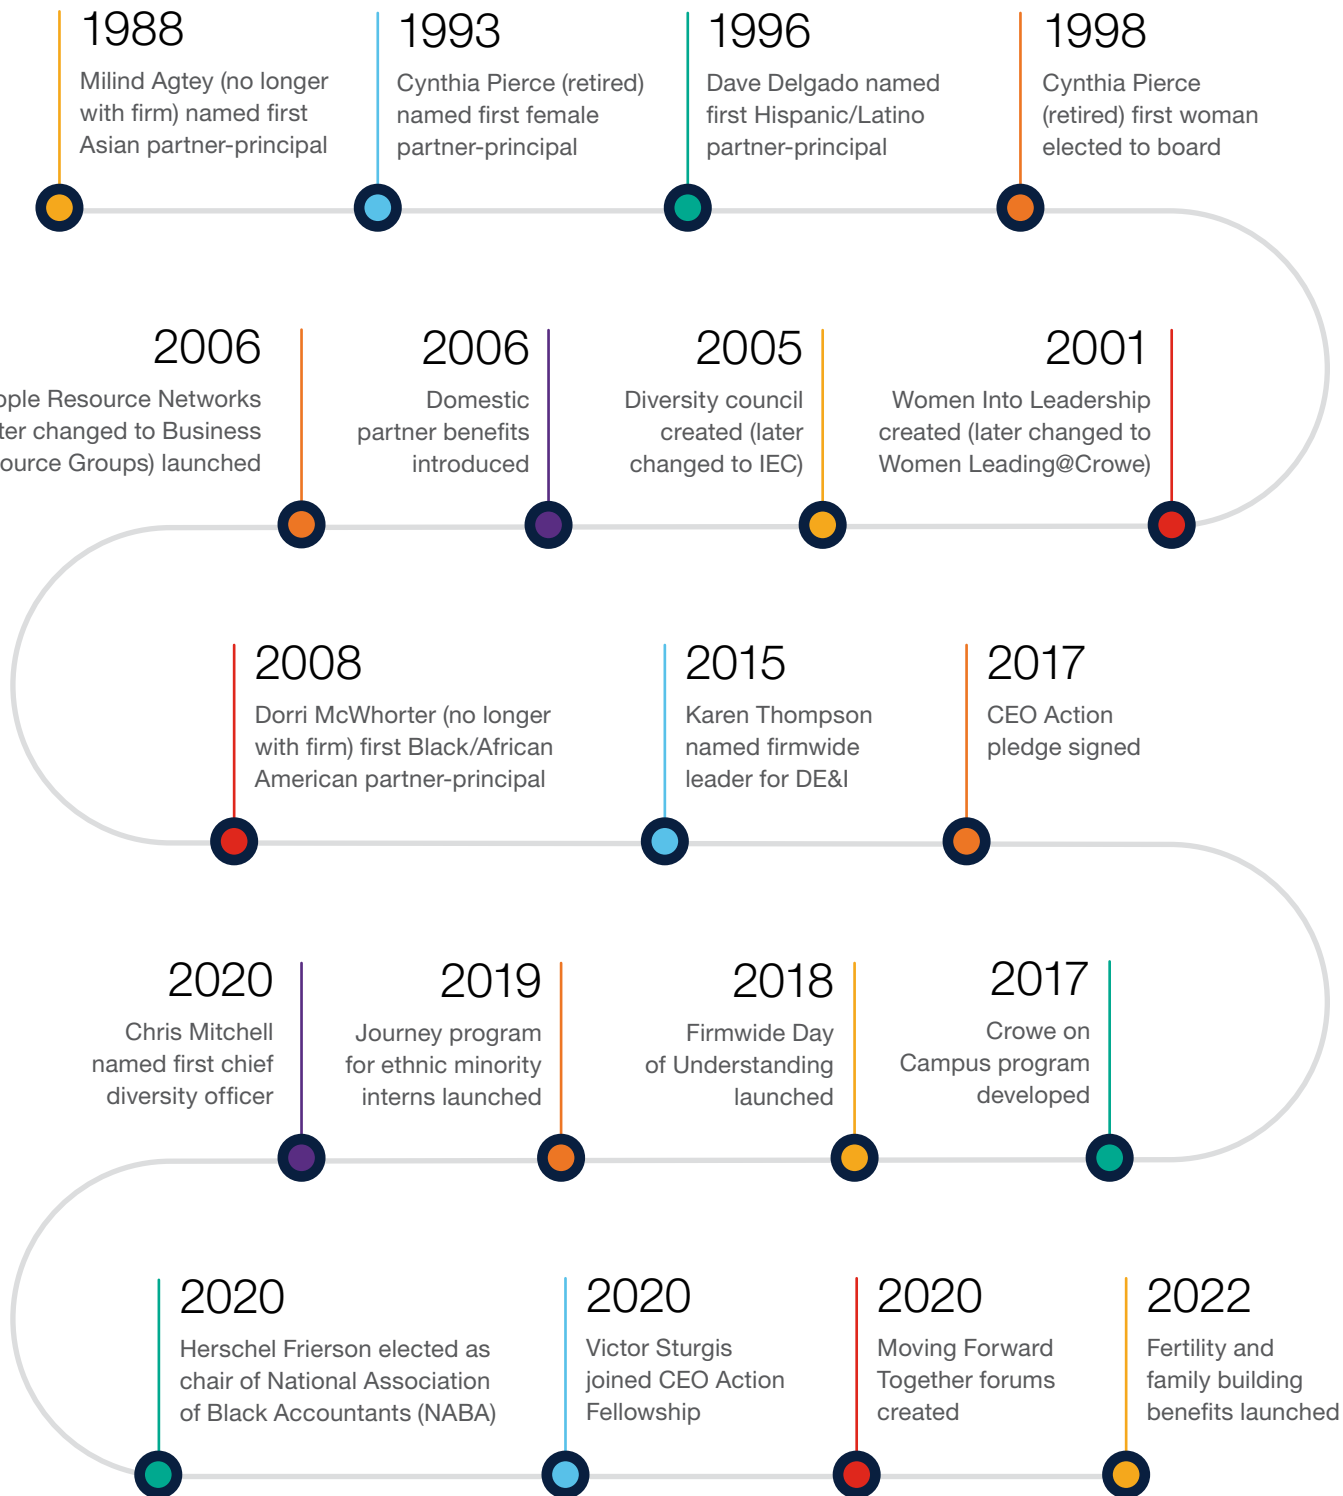 1988
Milind Agtey (no longer
with firm) named first
Asian partner-principal
1993
Cynthia Pierce (retired)
named first female
partner-principal
1996
Dave Delgado named
first Hispanic/Latino
partner-principal
1998
Cynthia Pierce
(retired) first woman
elected to board
2006
ople Resource Networks
ter changed to Business
ource Groups) launched
2006
Domestic
partner benefits
introduced
2005
Diversity council
created (later
changed to IEC)
2001
Women Into Leadership
created (later changed to
Women Leading@Crowe)
2008
Dorri McWhorter (no longer
with firm) first Black/African
American partner-principal
2015
Karen Thompson
named firmwide
leader for DE&I
2017
CEO Action
pledge signed
2020
Chris Mitchell
named first chief
diversity officer
2019
Journey program
for ethnic minority
interns launched
2018
Firmwide Day
of Understanding
launched
2017
Crowe on
Campus program
developed
2020
Herschel Frierson elected as
chair of National Association
of Black Accountants (NABA)
2020
Victor Sturgis
joined CEO Action
Fellowship
2020
Moving Forward
Together forums
created
2022
Fertility and
family building
benefits launched